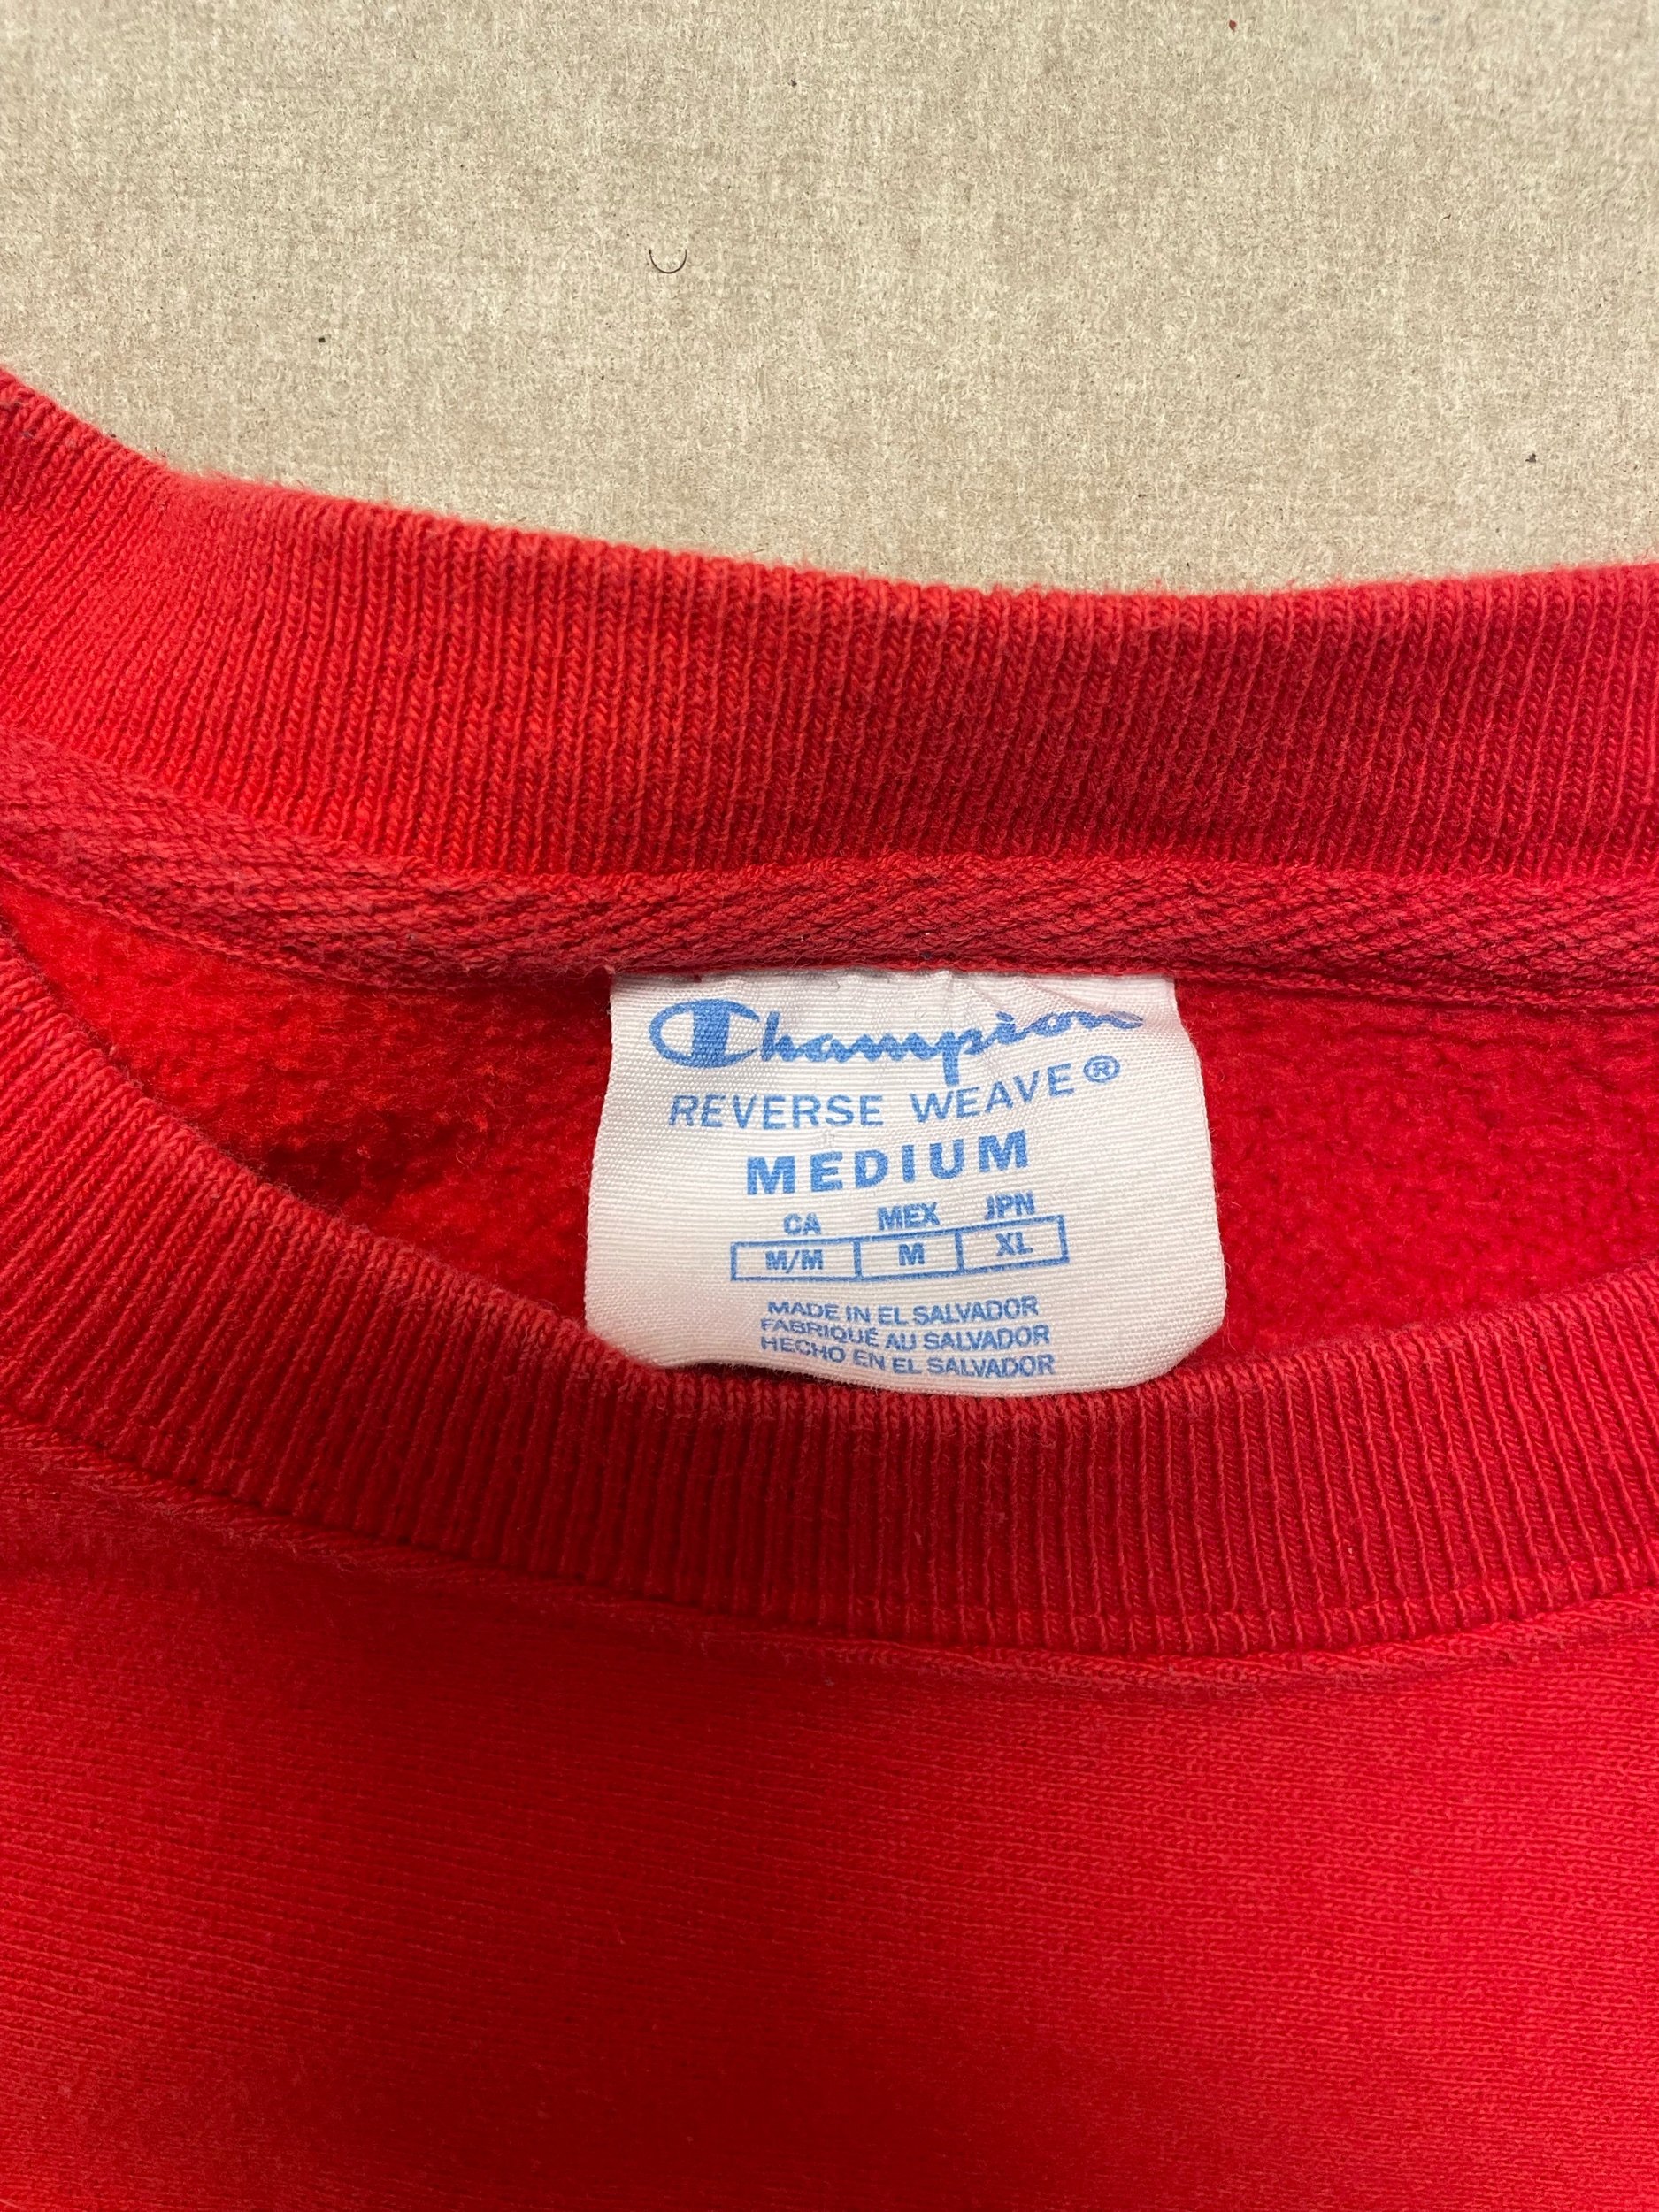 Champion
REVERSE WEAVE®
MEDIUM
CA MEX JPN
M/M M XL
MADE IN EL SALVADOR
FABRIQUÉ AU SALVADOR
HECHO EN EL SALVADOR